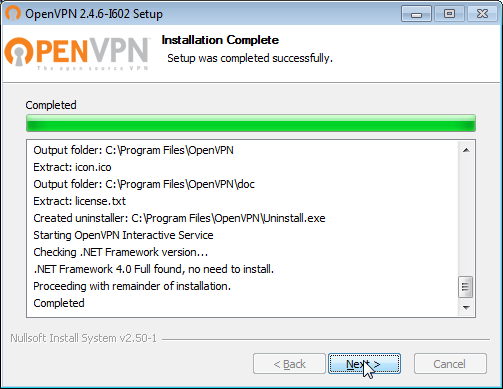 OpenVPN 2.4.6-I602 Setup
OPENVPN
The open source VPN
Installation Complete
Setup was completed successfully.
Completed
Output folder: C:\Program Files\OpenVPN
Extract: icon.ico
Output folder: C:\Program Files\OpenVPN\doc
Extract: license.txt
Created uninstaller: C:\Program Files\OpenVPN\Uninstall.exe
Starting OpenVPN Interactive Service
Checking .NET Framework version...
.NET Framework 4.0 Full found, no need to install.
Proceeding with remainder of installation.
Completed
Nullsoft Install System v2.50-1
< Back
Next >
Cancel